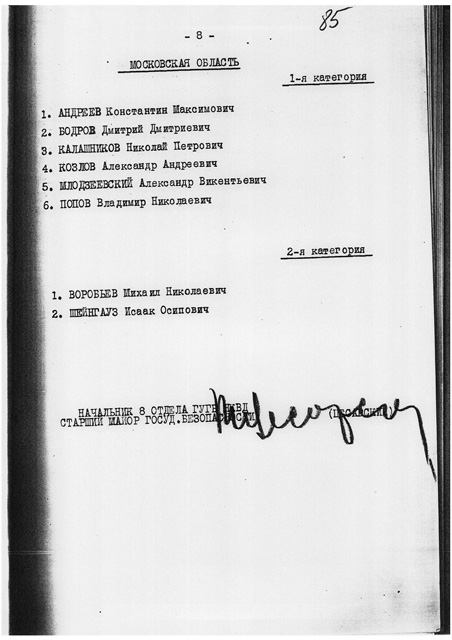 85
- 8 -
МОСКОВСКАЯ ОБЛАСТЬ
1-я категория
1. АНДРЕЕВ Константин Максимович
2. БОДРОВ Дмитрий Дмитриевич
3. КАЛАШНИКОВ Николай Петрович
4. КОЗЛОВ Александр Андреевич
5. МЛОДЗЕЕВСКИЙ Александр Викентьевич
6. ПОПОВ Владимир Николаевич
2-я категория
1. ВОРОБЬЕВ Михаил Николаевич
2. ШЕЙНГАУЗ Исаак Осипович
НАЧАЛЬНИК 8 ОТДЕЛА ГУГБ НКВД
СТАРШИЙ МАЙОР ГОСУД.БЕЗОПАСНОСТИ